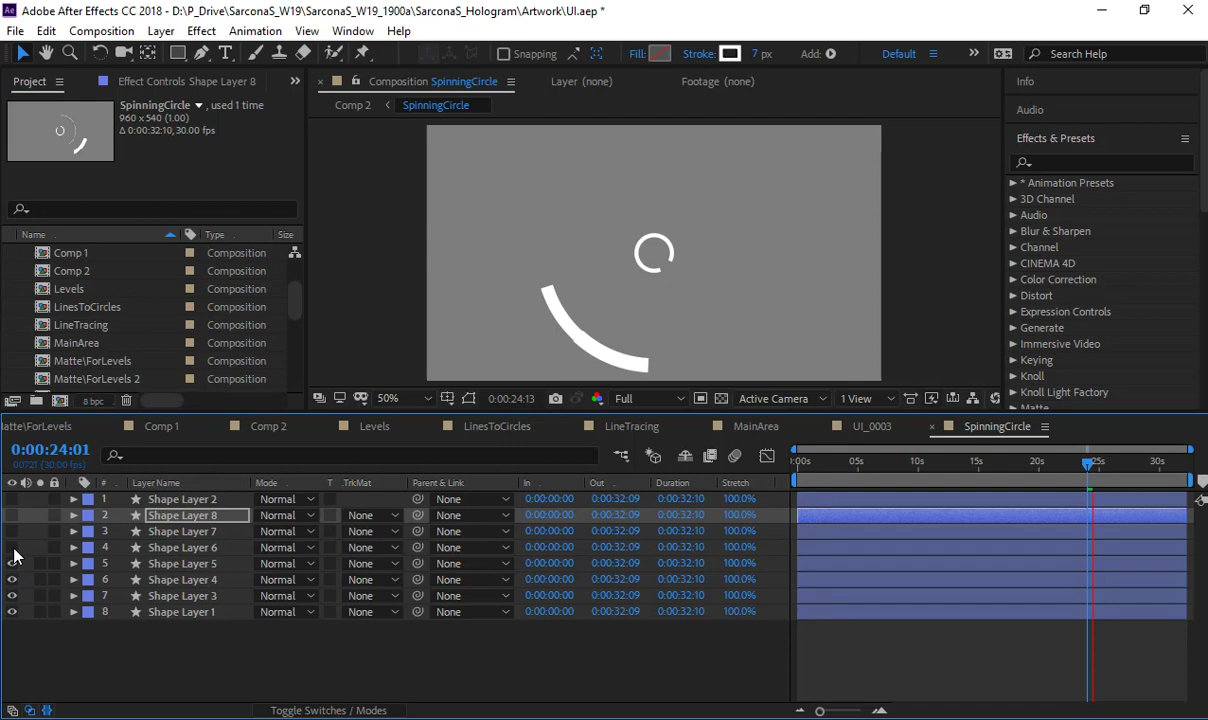 Adobe After Effects CC 2018 - D:\P_Drive\SarconaS_W19\SarconaS_W19_1900a\SarconaS_Hologram\Artwork\UI.aep *
File Edit Composition Layer Effect Animation View Window Help
Snapping Fill: Stroke: 7 px Add: Default Search Help
Project Effect Controls Shape Layer 8 Composition SpinningCircle Layer (none) Footage (none) Info
SpinningCircle , used 1 time
960 x 540 (1.00)
Δ 0:00:32:10, 30.00 fps
Comp 2 SpinningCircle
Audio
Effects & Presets
Name Type Size
Comp 1 Composition
Comp 2 Composition
Levels Composition
LinesToCircles Composition
LineTracing Composition
MainArea Composition
Matte\ForLevels Composition
Matte\ForLevels 2 Composition
8 bpc
* Animation Presets
3D Channel
Audio
Blur & Sharpen
Channel
CINEMA 4D
Color Correction
Distort
Expression Controls
Generate
Immersive Video
Keying
Knoll
Knoll Light Factory
Matte
50% 0:00:24:13 Full Active Camera 1 View
atte\ForLevels Comp 1 Comp 2 Levels LinesToCircles LineTracing MainArea UI_0003 SpinningCircle
0:00:24:01
00721 (30.00 fps)
:00s 05s 10s 15s 20s 25s 30s
# Layer Name Mode T .TrkMat Parent & Link In Out Duration Stretch
1 Shape Layer 2 Normal None 0:00:00:00 0:00:32:09 0:00:32:10 100.0%
2 Shape Layer 8 Normal None None 0:00:00:00 0:00:32:09 0:00:32:10 100.0%
3 Shape Layer 7 Normal None None 0:00:00:00 0:00:32:09 0:00:32:10 100.0%
4 Shape Layer 6 Normal None None 0:00:00:00 0:00:32:09 0:00:32:10 100.0%
5 Shape Layer 5 Normal None None 0:00:00:00 0:00:32:09 0:00:32:10 100.0%
6 Shape Layer 4 Normal None None 0:00:00:00 0:00:32:09 0:00:32:10 100.0%
7 Shape Layer 3 Normal None None 0:00:00:00 0:00:32:09 0:00:32:10 100.0%
8 Shape Layer 1 Normal None None 0:00:00:00 0:00:32:09 0:00:32:10 100.0%
Toggle Switches / Modes